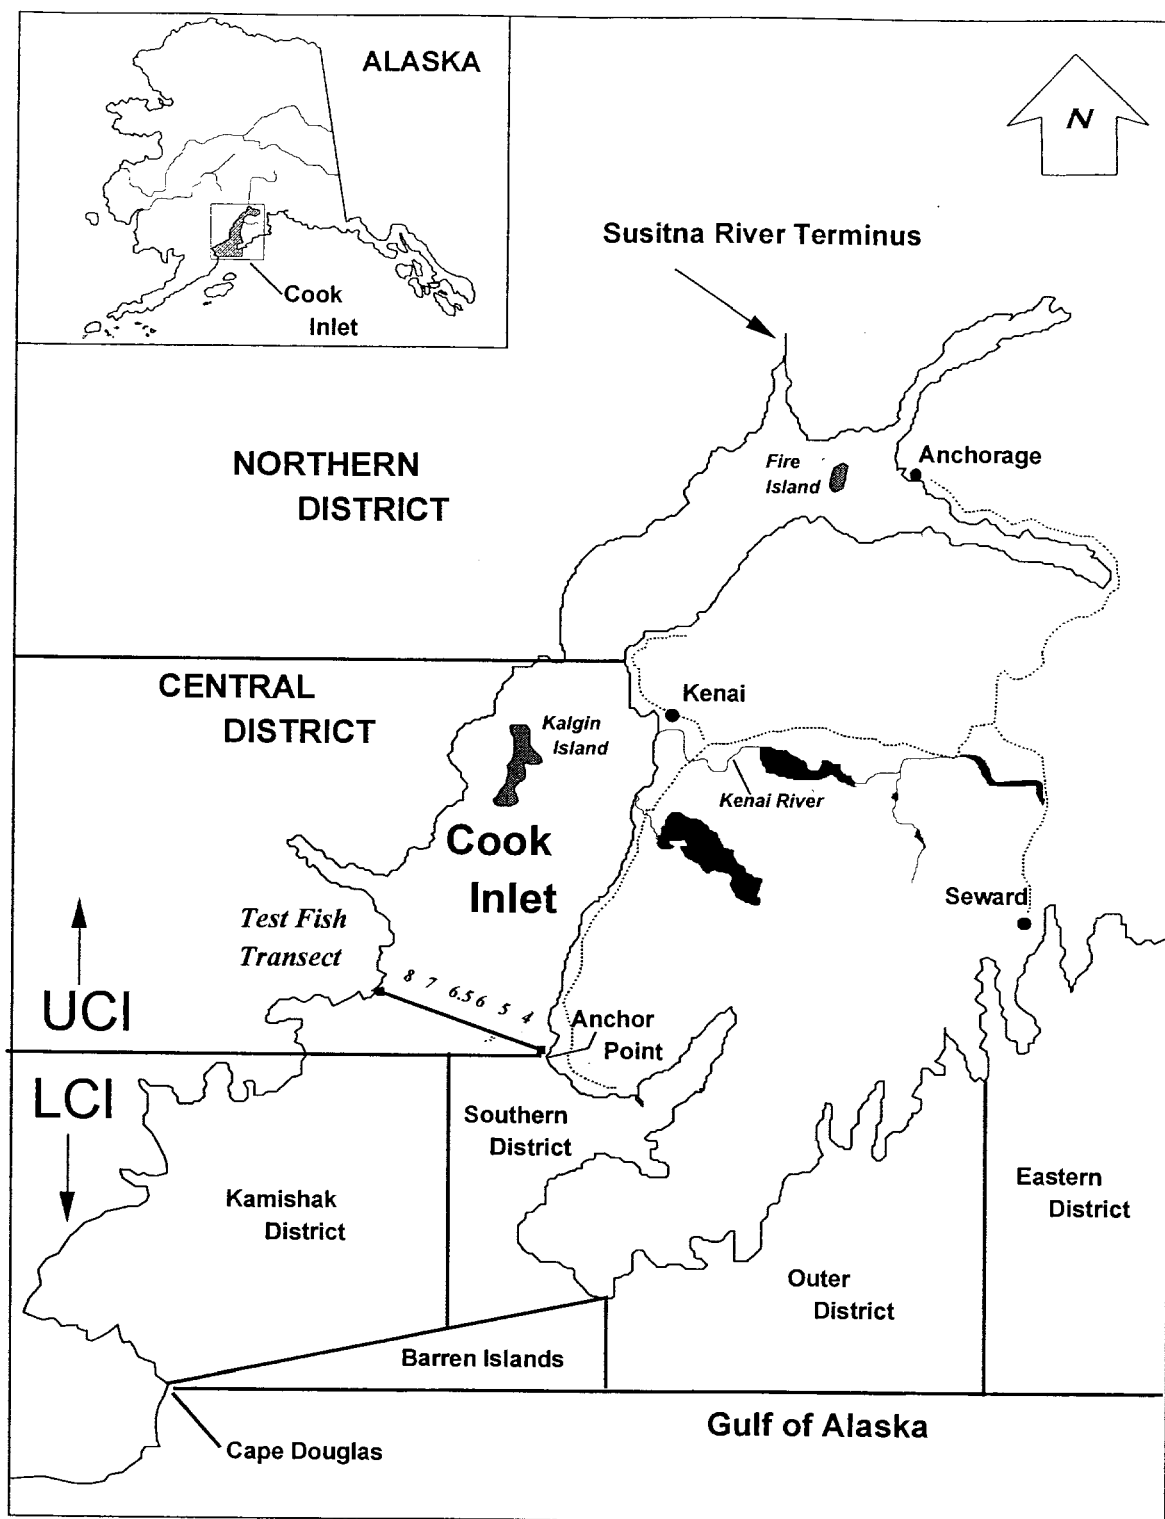 ALASKA
N
Cook
Inlet
Susitna River Terminus
NORTHERN
DISTRICT
Fire
Island
Anchorage
CENTRAL
DISTRICT
Kenai
Kalgin
Island
Kenai River
Cook
Inlet
Seward
Test Fish
Transect
8 7 6.5 6 5 4
UCI
Anchor
Point
LCI
Southern
District
Kamishak
District
Eastern
District
Outer
District
Barren Islands
Gulf of Alaska
Cape Douglas